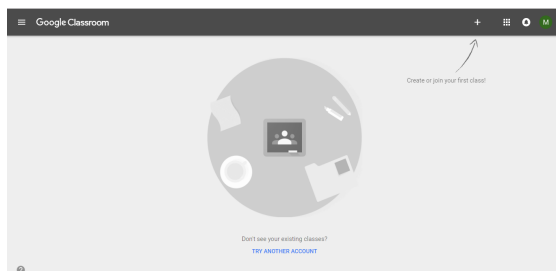 Google Classroom
M
Create or join your first class!
Don't see your existing classes?
TRY ANOTHER ACCOUNT
?